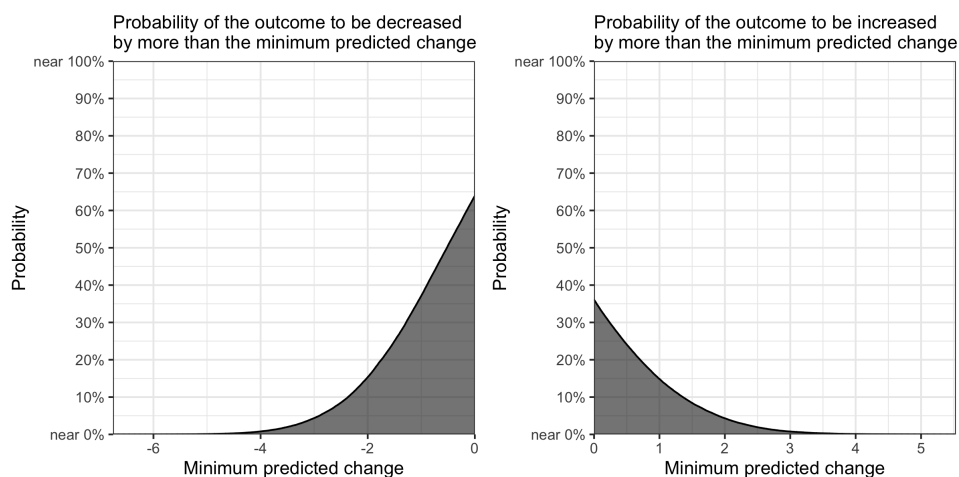 Probability of the outcome to be decreased
by more than the minimum predicted change
near 100%
90%
80%
70%
60%
50%
40%
30%
20%
10%
near 0%
Probability
-6
-4
-2
0
Minimum predicted change
Probability of the outcome to be increased
by more than the minimum predicted change
near 100%
90%
80%
70%
60%
50%
40%
30%
20%
10%
near 0%
Probability
0
1
2
3
4
5
Minimum predicted change